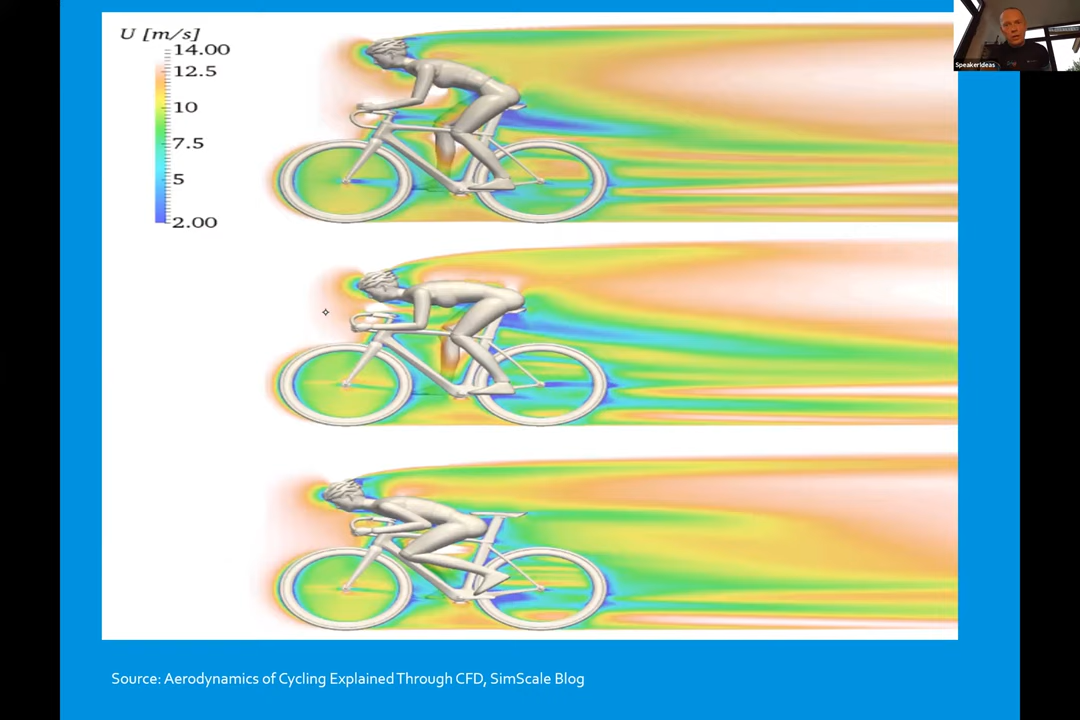 U [m/s]
14.00
12.5
10
7.5
5
2.00
SpeakerIdeas
Source: Aerodynamics of Cycling Explained Through CFD, SimScale Blog